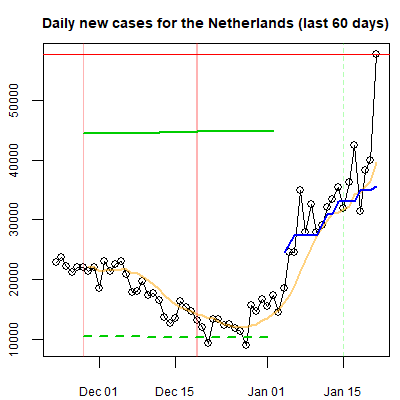 Daily new cases for the Netherlands (last 60 days)
50000
40000
30000
20000
10000
Dec 01 Dec 15 Jan 01 Jan 15